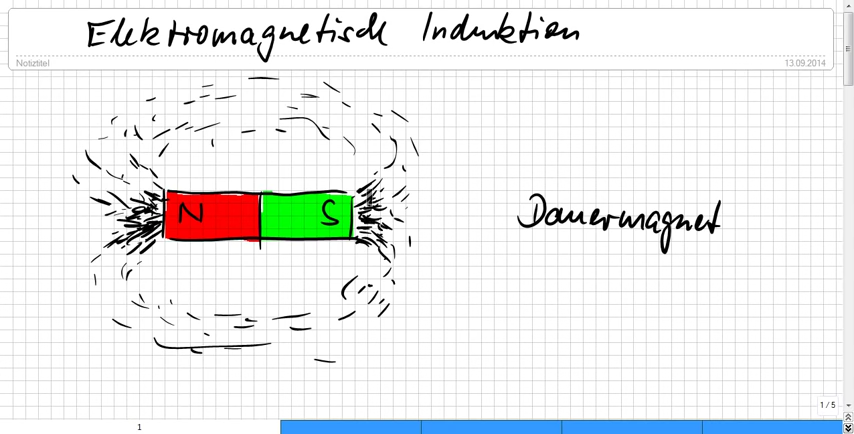 Elektromagnetische Induktion
Notiztitel
13.09.2014
N S
Dauermagnet
1 / 5
1